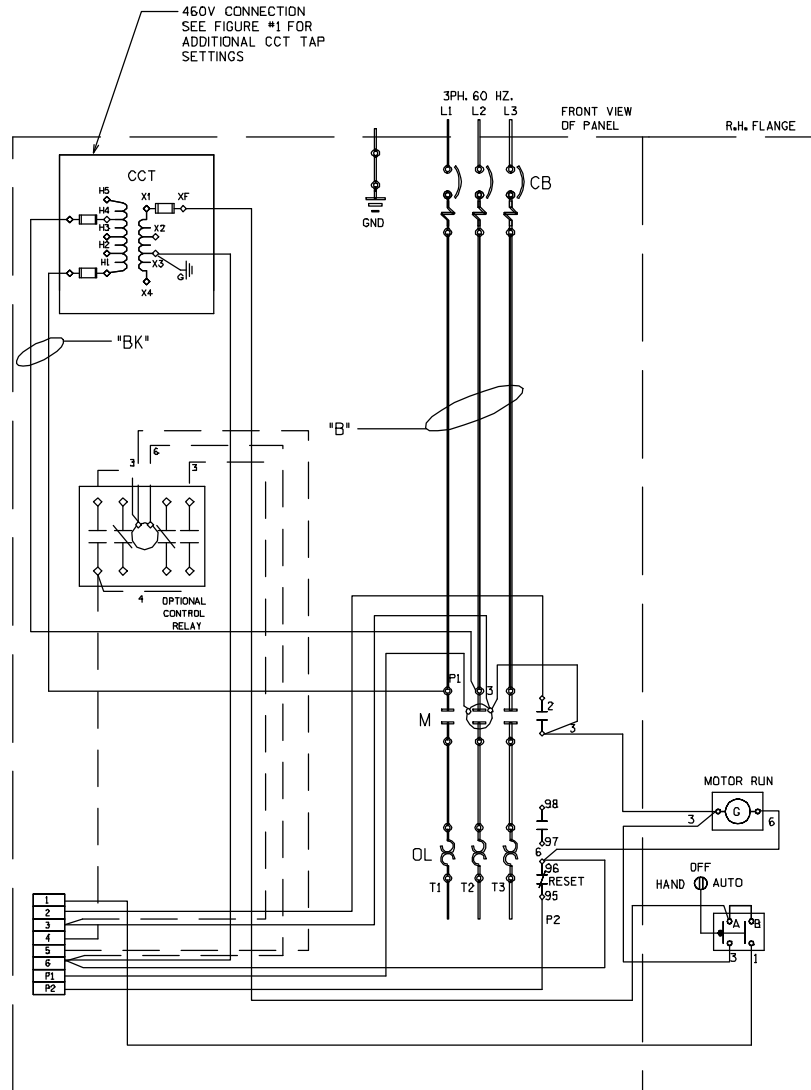 460V CONNECTION
SEE FIGURE #1 FOR
ADDITIONAL CCT TAP
SETTINGS
3PH. 60 HZ.
L1 L2 L3
FRONT VIEW
OF PANEL
R.H. FLANGE
CCT
H5
H4
H3
H2
H1
X1
XF
X2
X3
G
X4
GND
CB
"BK"
"B"
3
6
3
4
OPTIONAL
CONTROL
RELAY
P1
3
M
2
3
MOTOR RUN
G
3
6
98
97
6
OL
96
RESET
95
T1 T2 T3
P2
OFF
HAND AUTO
A B
3 1
1
2
3
4
5
6
P1
P2